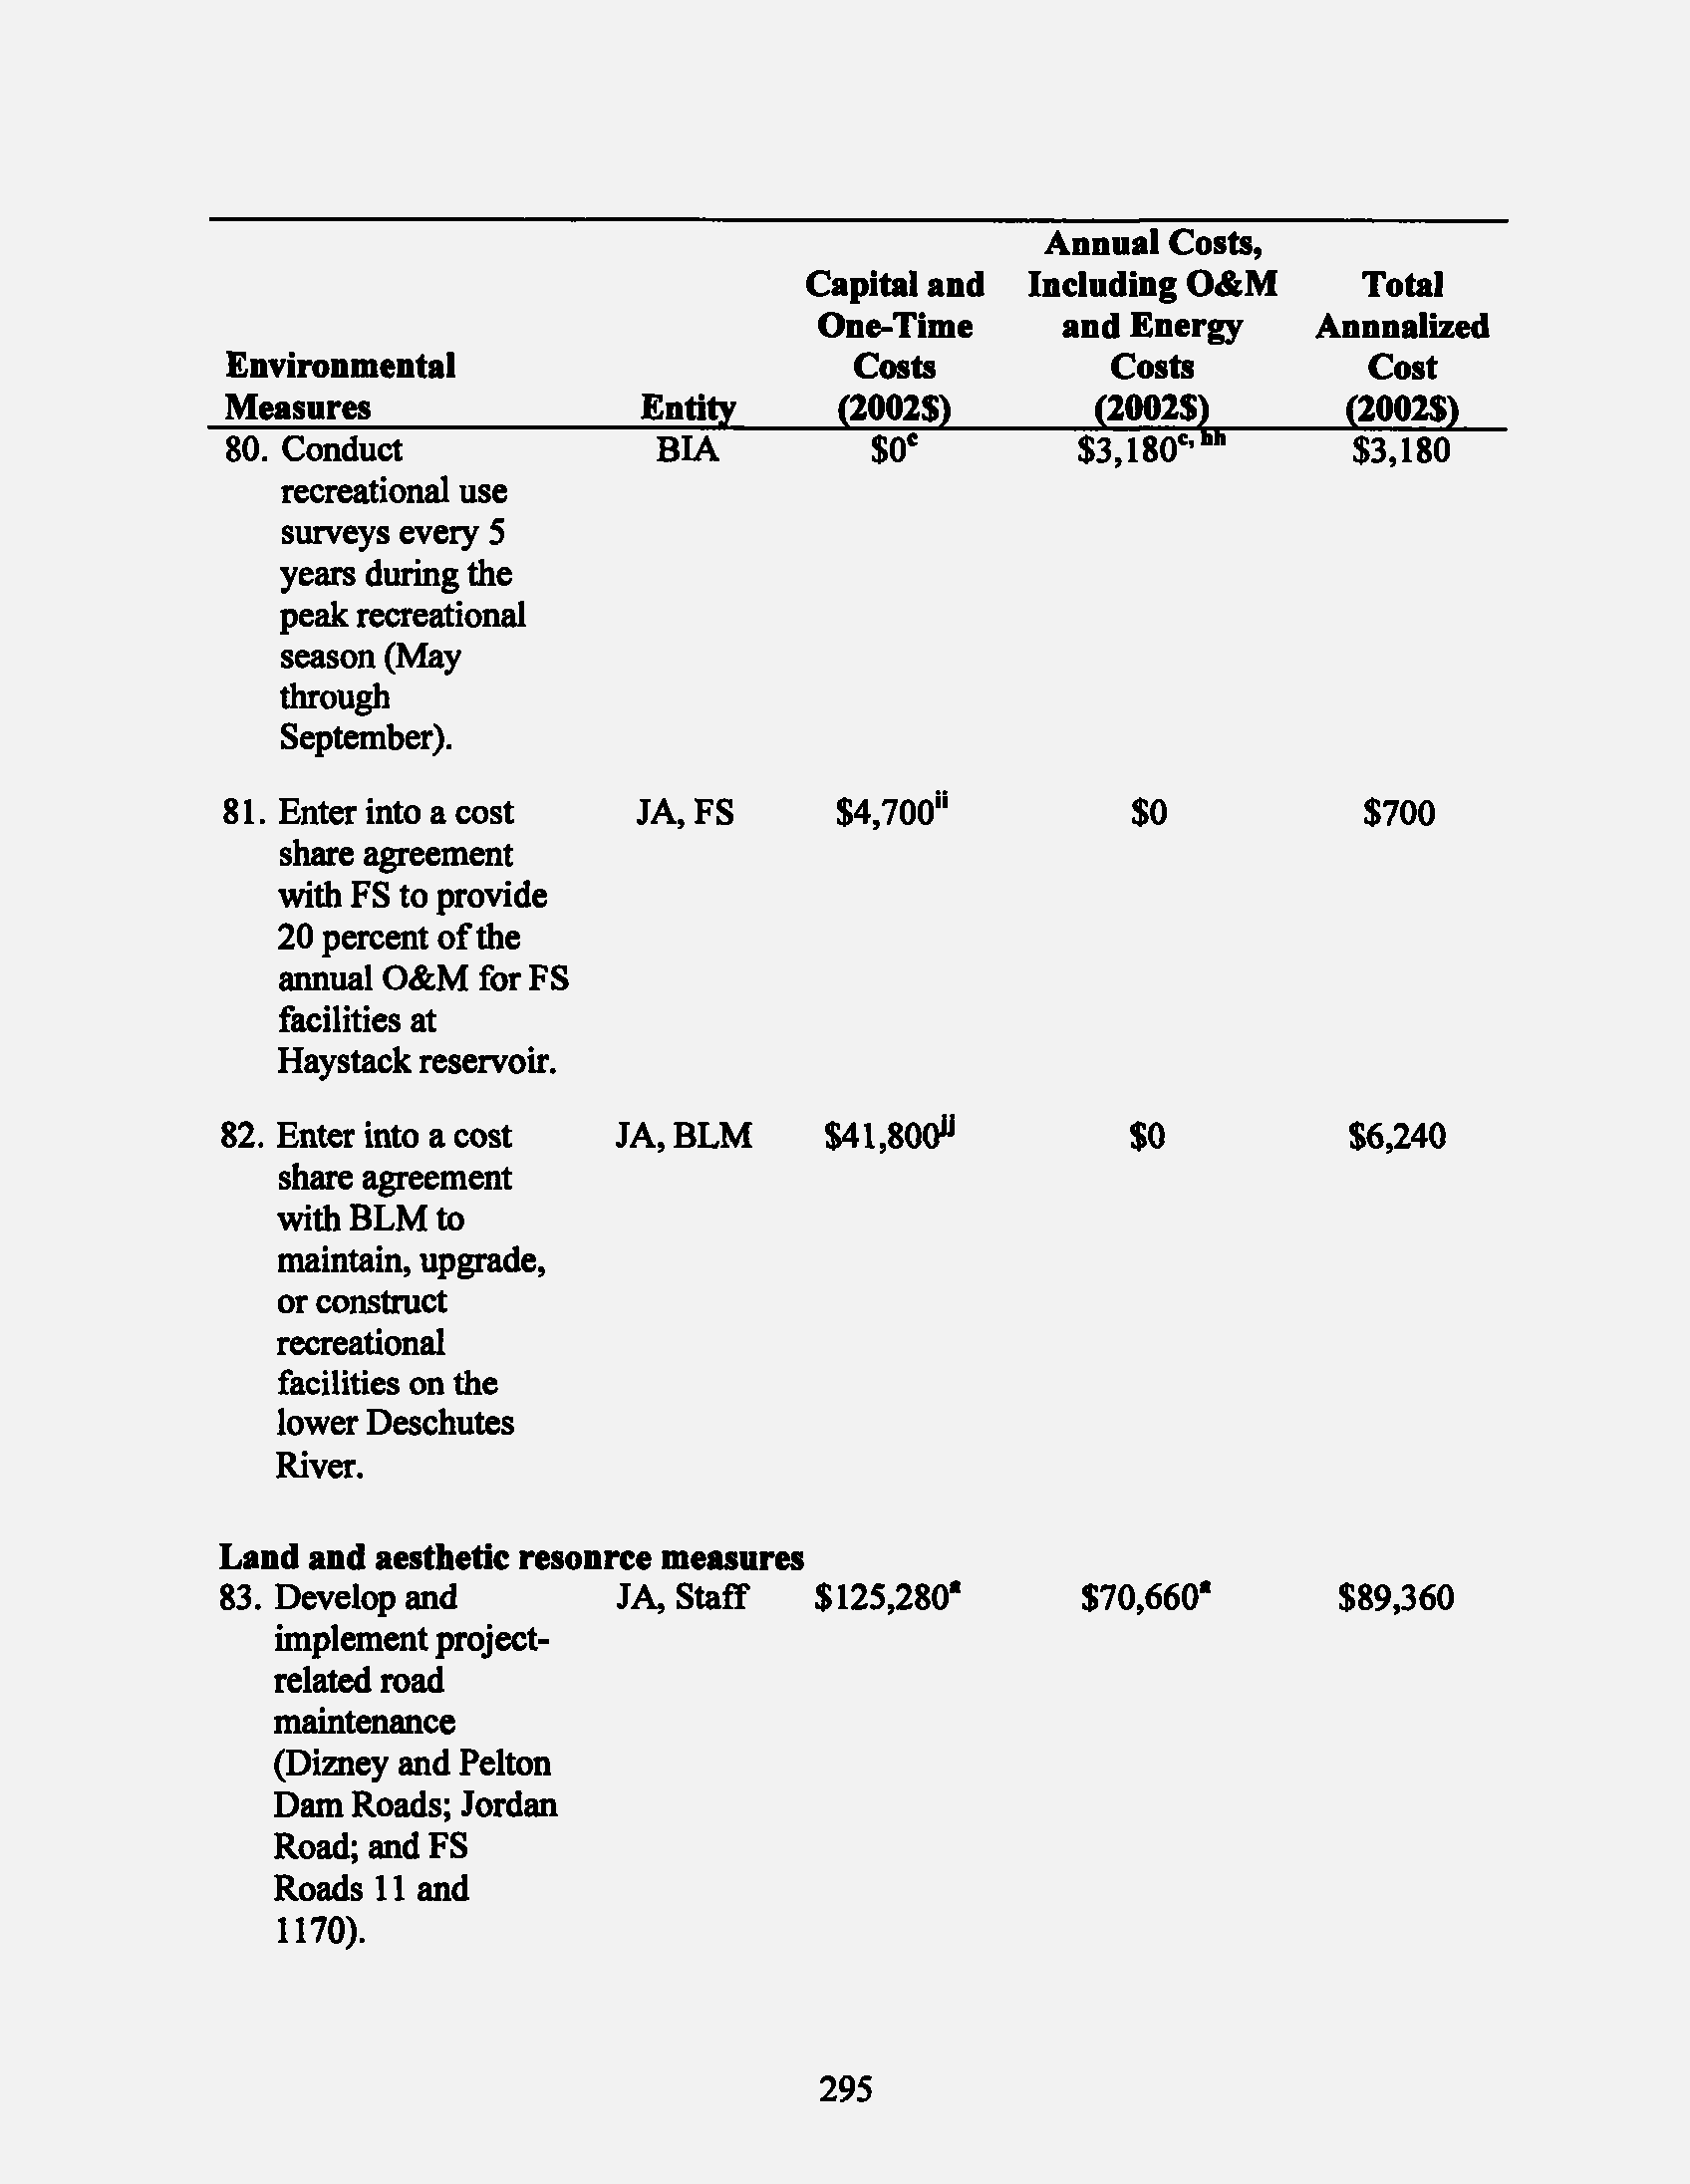 Annual Costs,
Capital and Including O&M Total
One-Time and Energy Annnalized
Environmental Costs Costs Cost
Measures Entity (2002$) (2002$) (2002$)
80. Conduct BIA $0c $3,180c, hh $3,180
recreational use
surveys every 5
years during the
peak recreational
season (May
through
September).
81. Enter into a cost JA, FS $4,700ii $0 $700
share agreement
with FS to provide
20 percent of the
annual O&M for FS
facilities at
Haystack reservoir.
82. Enter into a cost JA, BLM $41,800jj $0 $6,240
share agreement
with BLM to
maintain, upgrade,
or construct
recreational
facilities on the
lower Deschutes
River.
Land and aesthetic resonrce measures
83. Develop and JA, Staff $125,280a $70,660a $89,360
implement project-
related road
maintenance
(Dizney and Pelton
Dam Roads; Jordan
Road; and FS
Roads 11 and
1170).
295